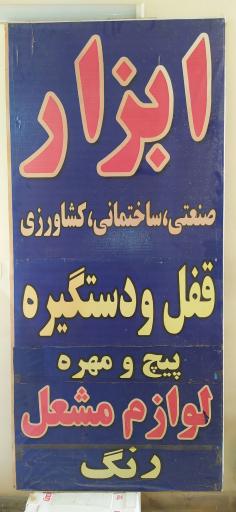 ابزار
صنعتی، ساختمانی، کشاورزی
قفل ودستگیره
پیچ و مهره
لوازم مشعل
رنگ